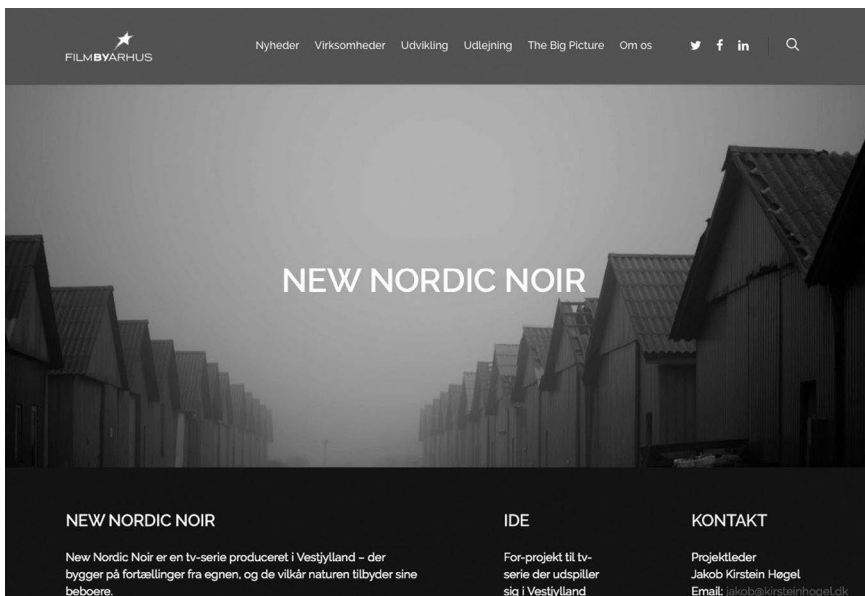 FILMBYAARHUS
Nyheder Virksomheder Udvikling Udlejning The Big Picture Om os
NEW NORDIC NOIR
NEW NORDIC NOIR
New Nordic Noir er en tv-serie produceret i Vestjylland – der
bygger på fortællinger fra egnen, og de vilkår naturen tilbyder sine
beboere.
IDE
For-projekt til tv-
serie der udspiller
sig i Vestjylland
KONTAKT
Projektleder
Jakob Kirstein Høgel
Email: jakob@kirsteinhogel.dk